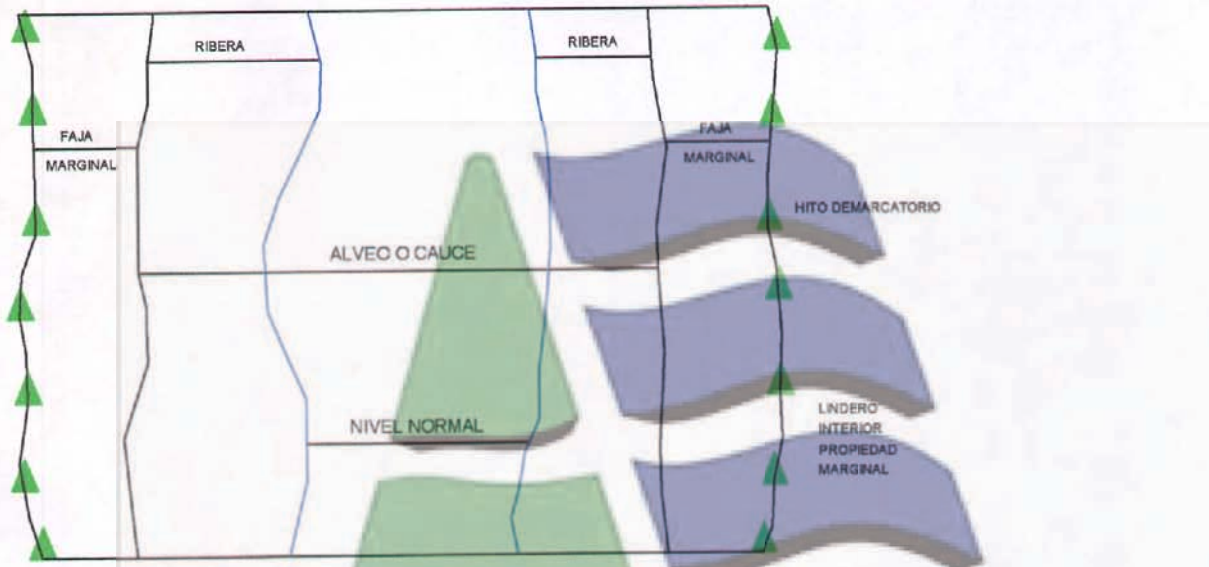 RIBERA
RIBERA
FAJA
MARGINAL
FAJA
MARGINAL
HITO DEMARCATORIO
ALVEO O CAUCE
LINDERO
INTERIOR
PROPIEDAD
MARGINAL
NIVEL NORMAL